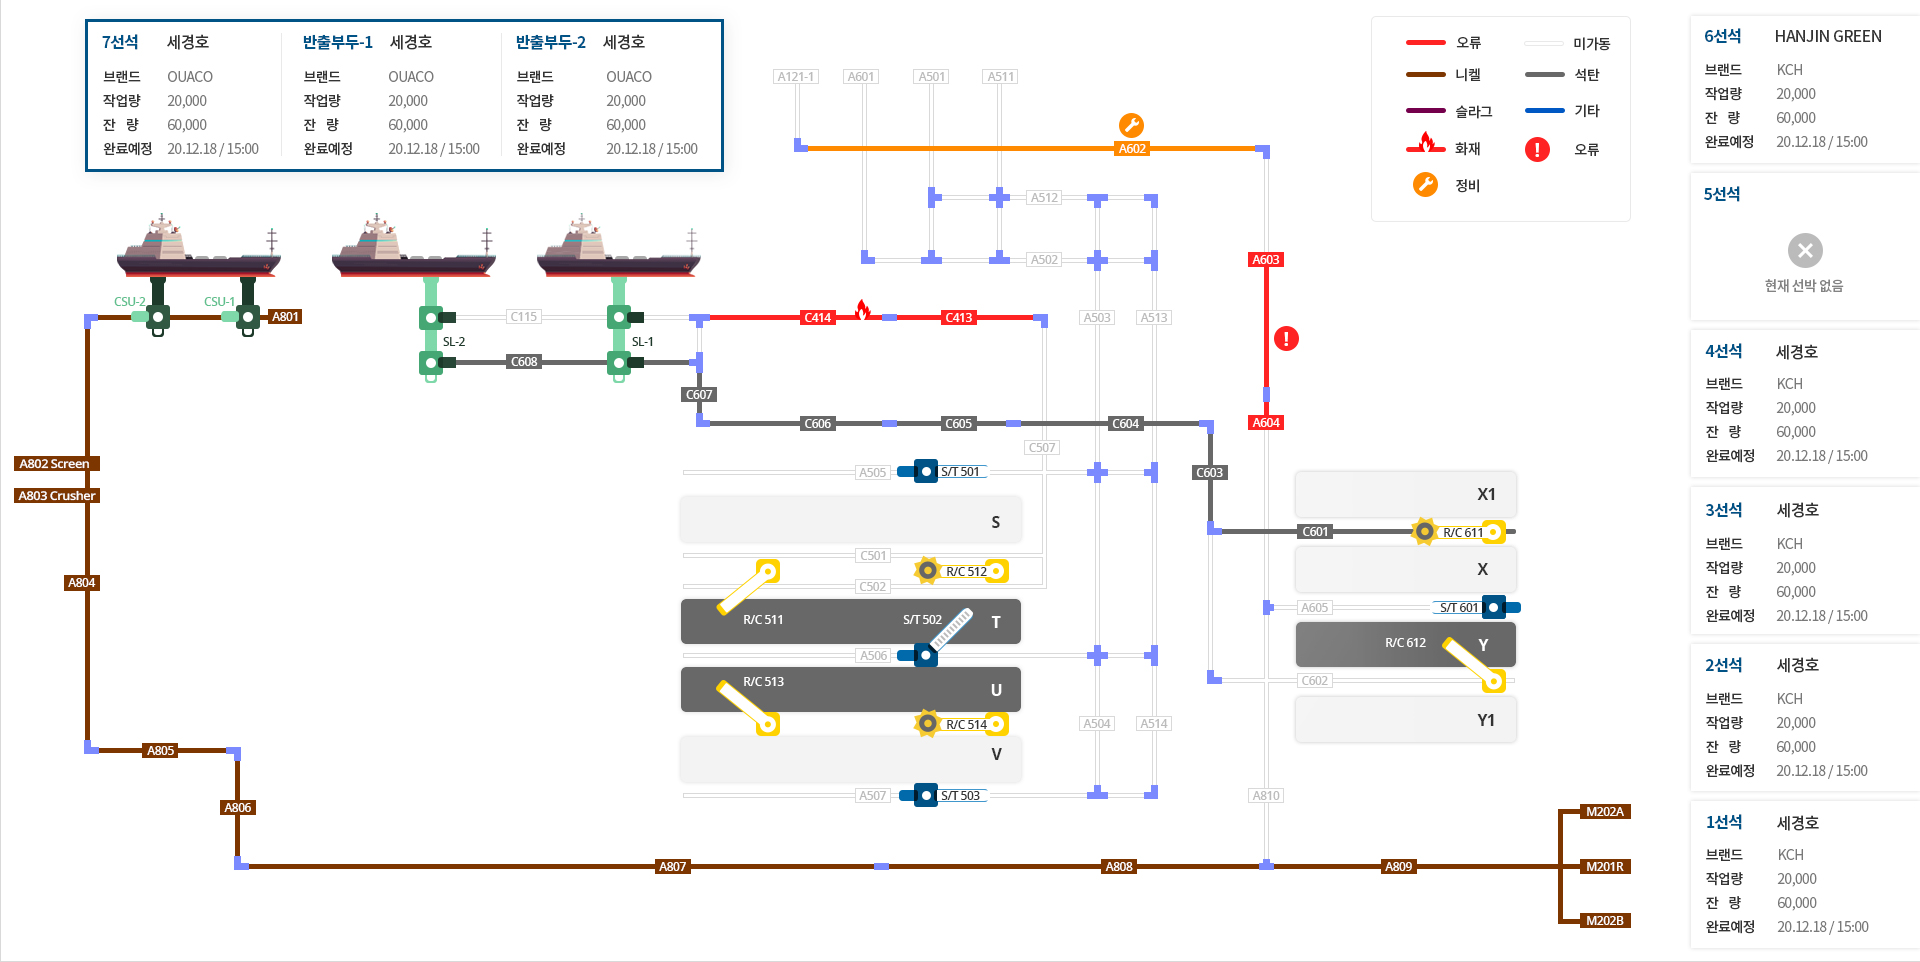 7선석 세경호
브랜드 OUACO
작업량 20,000
잔 량 60,000
완료예정 20.12.18 / 15:00
반출부두-1 세경호
브랜드 OUACO
작업량 20,000
잔 량 60,000
완료예정 20.12.18 / 15:00
반출부두-2 세경호
브랜드 OUACO
작업량 20,000
잔 량 60,000
완료예정 20.12.18 / 15:00
A121-1 A601 A501 A511
A602
A512
A502
오류 미가동
니켈 석탄
슬라그 기타
화재 오류
정비
CSU-2 CSU-1 A801
C115
SL-2 SL-1
C608
C607
C414 C413
A503 A513
A603
A604
C606 C605 C604
C507
C603
A802 Screen
A803 Crusher
A804
A805
A806
A505 S/T 501
S
C501
R/C 512
C502
R/C 511 S/T 502 T
A506
R/C 513 U
R/C 514
V
A504 A514
A507 S/T 503
X1
C601 R/C 611
X
A605 S/T 601
R/C 612 Y
C602
Y1
A810
A807 A808 A809
M202A
M201R
M202B
6선석 HANJIN GREEN
브랜드 KCH
작업량 20,000
잔 량 60,000
완료예정 20.12.18 / 15:00
5선석
현재 선박 없음
4선석 세경호
브랜드 KCH
작업량 20,000
잔 량 60,000
완료예정 20.12.18 / 15:00
3선석 세경호
브랜드 KCH
작업량 20,000
잔 량 60,000
완료예정 20.12.18 / 15:00
2선석 세경호
브랜드 KCH
작업량 20,000
잔 량 60,000
완료예정 20.12.18 / 15:00
1선석 세경호
브랜드 KCH
작업량 20,000
잔 량 60,000
완료예정 20.12.18 / 15:00